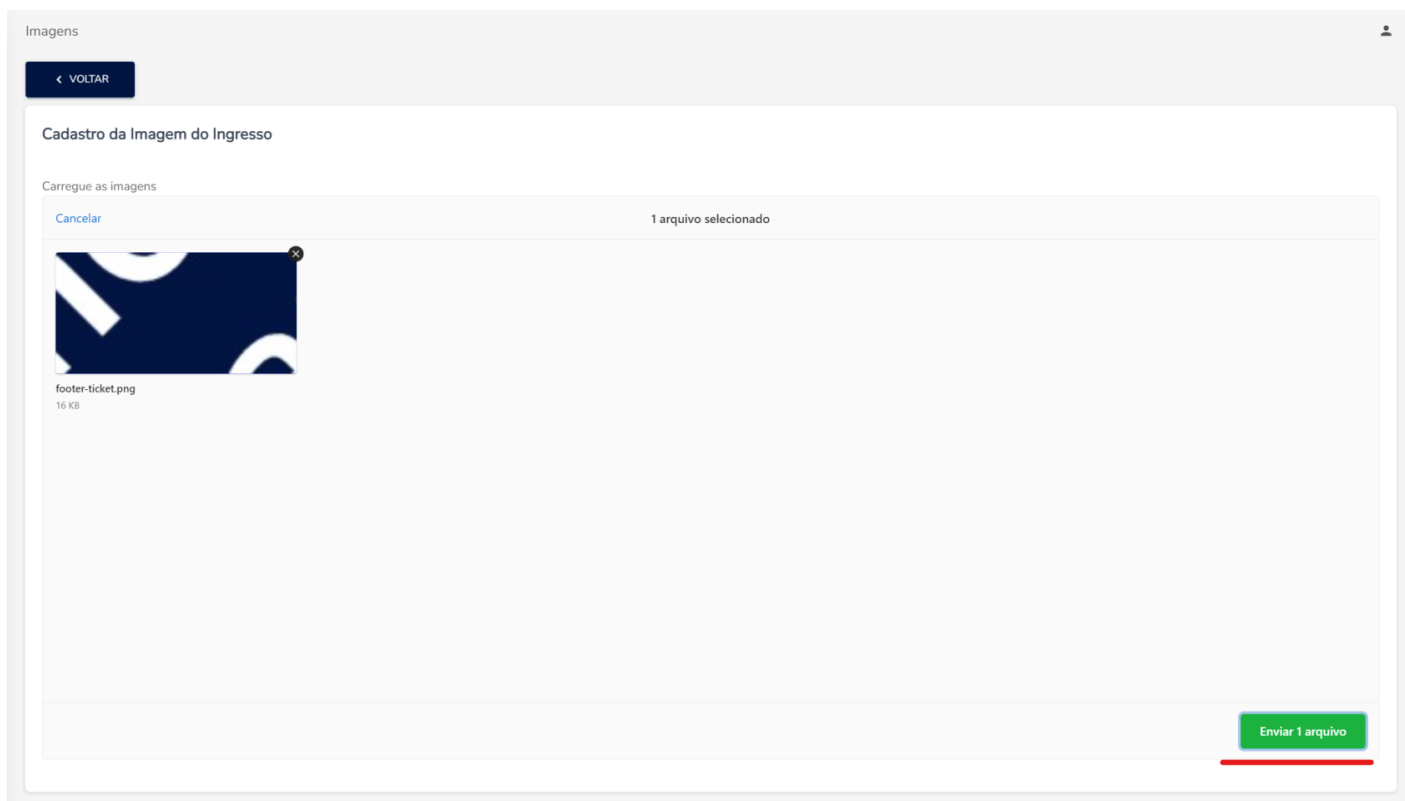 Imagens
VOLTAR
Cadastro da Imagem do Ingresso
Carregue as imagens
Cancelar
1 arquivo selecionado
footer-ticket.png
16 KB
Enviar 1 arquivo